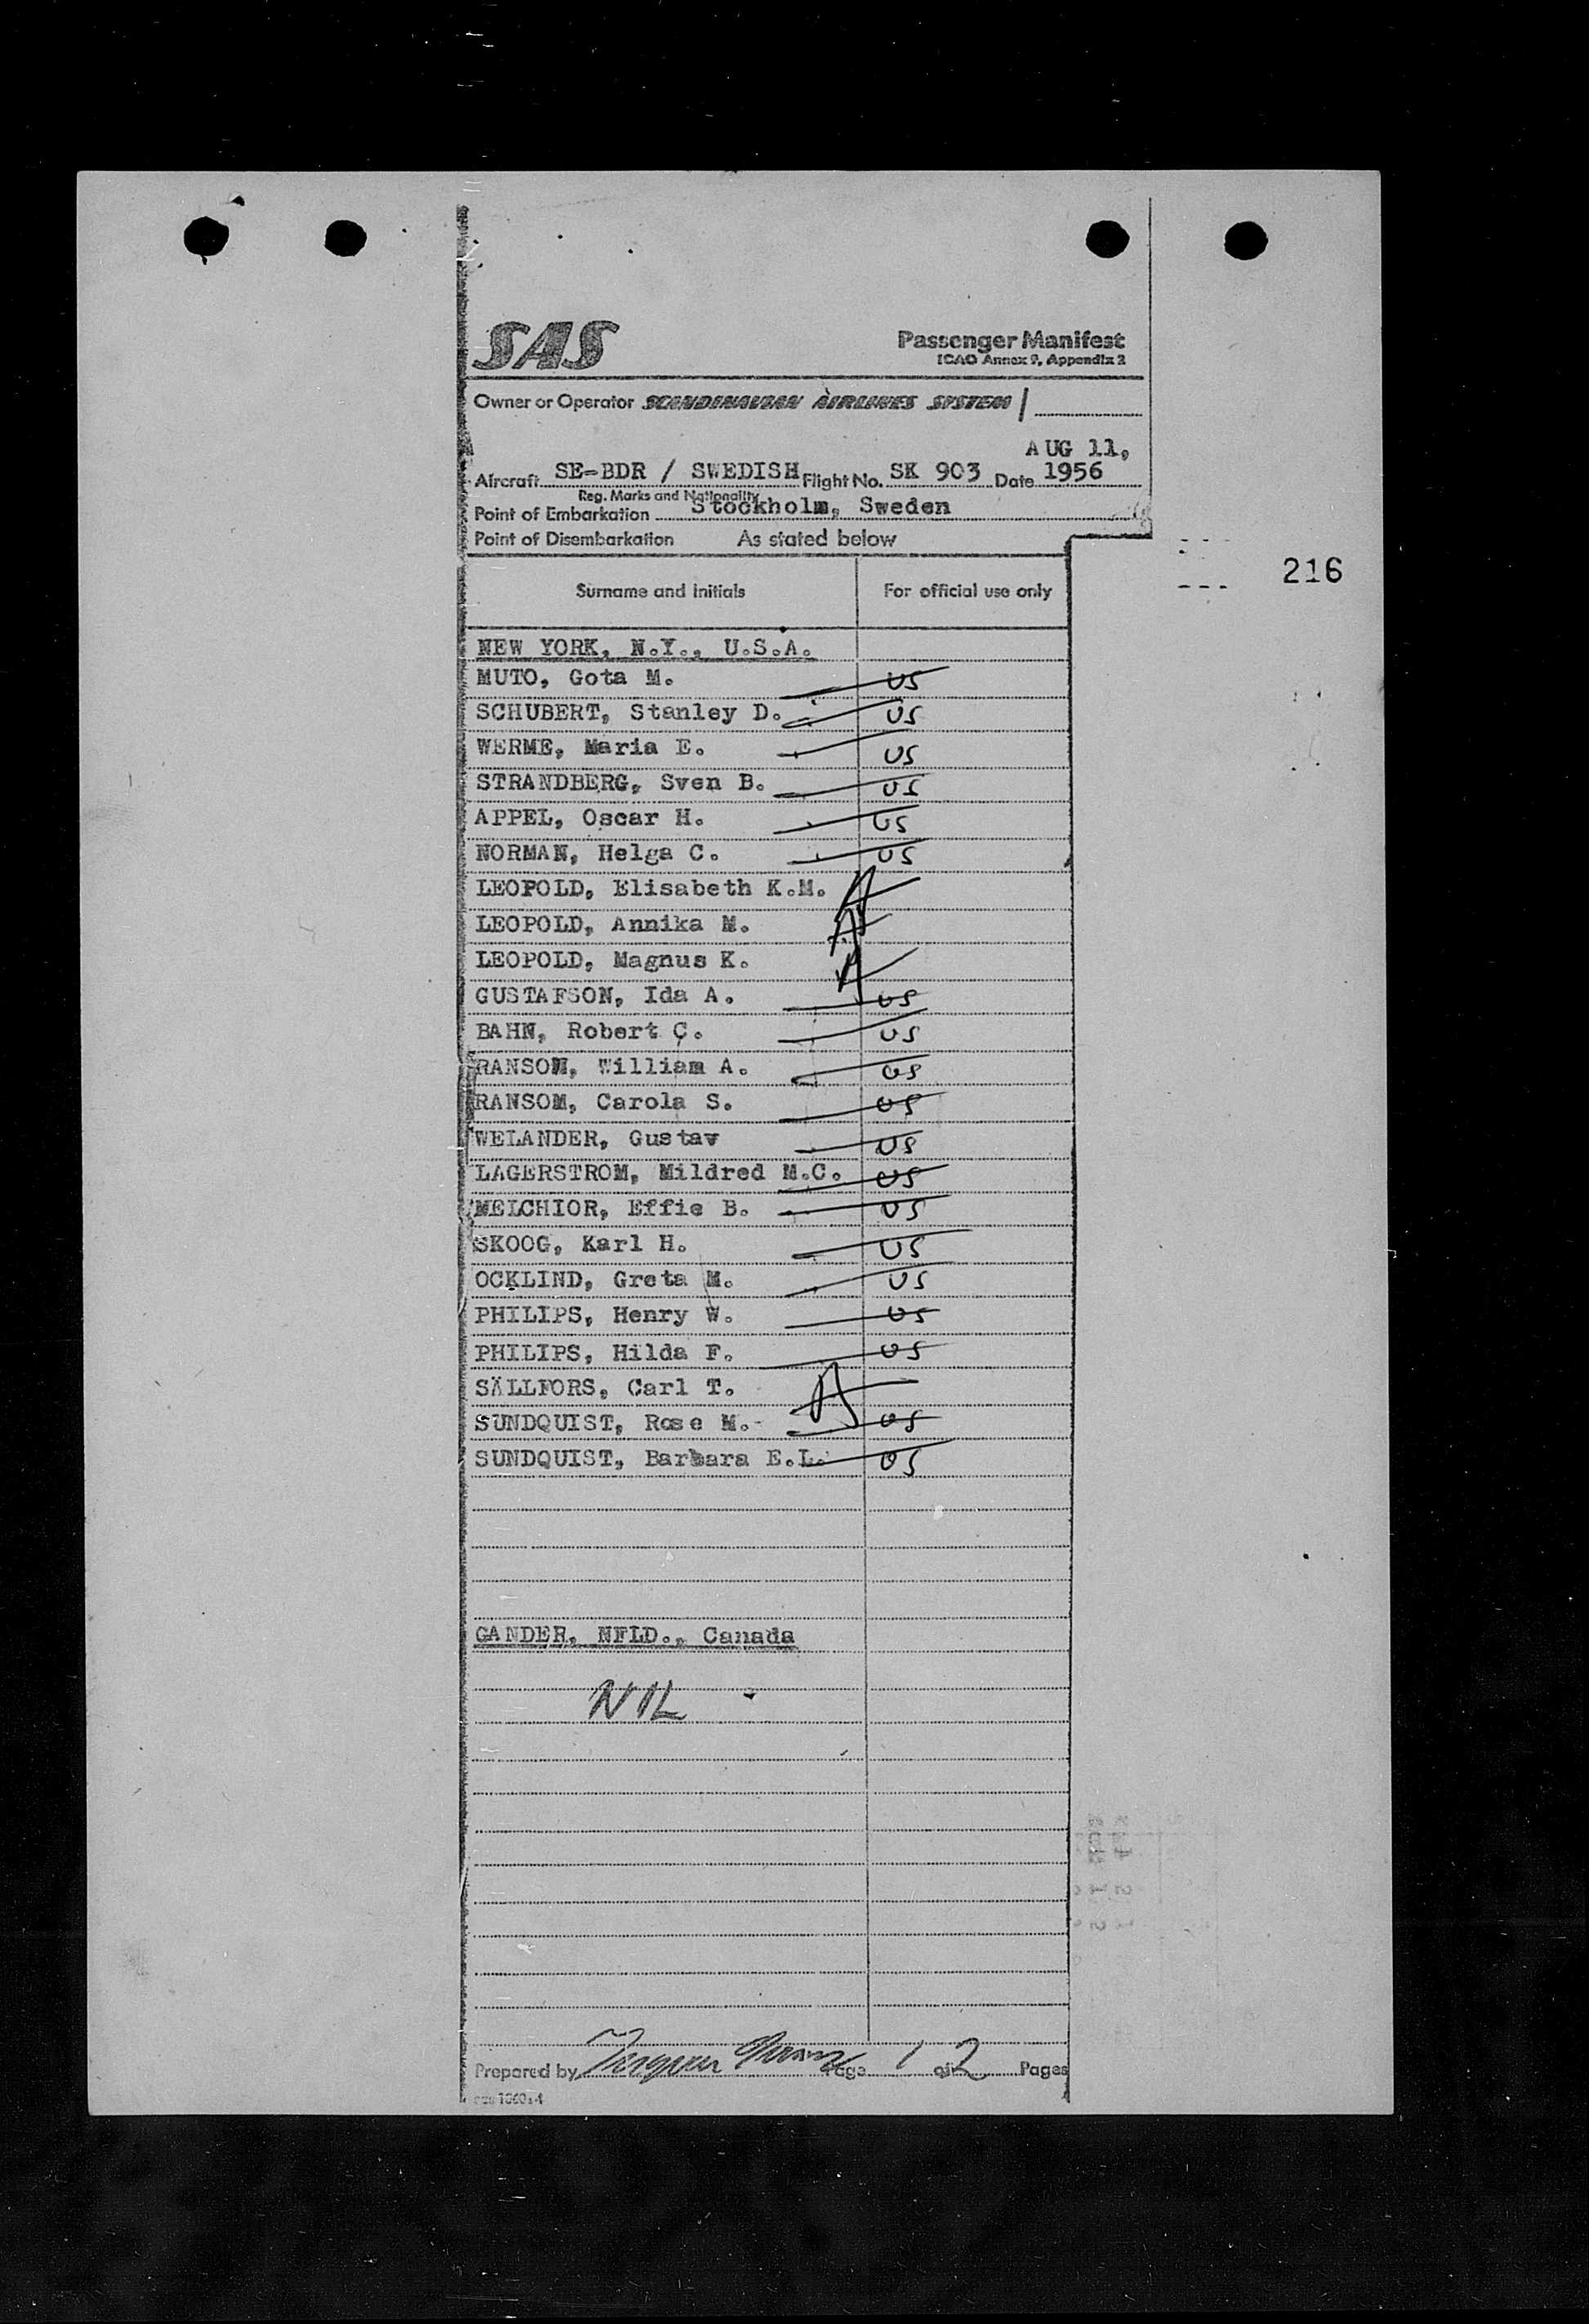 SAS
Passenger Manifest
ICAO Annex 9, Appendix 2
Owner or Operator SCANDINAVIAN AIRLINES SYSTEM
AUG 11,
Aircraft SE-BDR / SWEDISH Flight No. SK 903 Date 1956
Reg. Marks and Nationality
Point of Embarkation Stockholm, Sweden
Point of Disembarkation As stated below
216
Surname and initials For official use only
NEW YORK, N.Y., U.S.A.
MUTO, Gota M. US
SCHUBERT, Stanley D. US
WERME, Maria E. US
STRANDBERG, Sven B. US
APPEL, Oscar H. US
NORMAN, Helga C. US
LEOPOLD, Elisabeth K.M. A
LEOPOLD, Annika M. A
LEOPOLD, Magnus K. A
GUSTAFSON, Ida A. US
BAHN, Robert C. US
RANSOM, William A. US
RANSOM, Carola S. US
WELANDER, Gustav US
LAGERSTROM, Mildred M.C. US
MELCHIOR, Effie B. US
SKOOG, Karl H. US
OCKLIND, Greta M. US
PHILIPS, Henry W. US
PHILIPS, Hilda F. US
SÄLLFORS, Carl T. A
SUNDQUIST, Rose M. US
SUNDQUIST, Barbara E.L. US
GANDER, NFLD., Canada
NIL
Prepared by Page 1 of 2 Pages